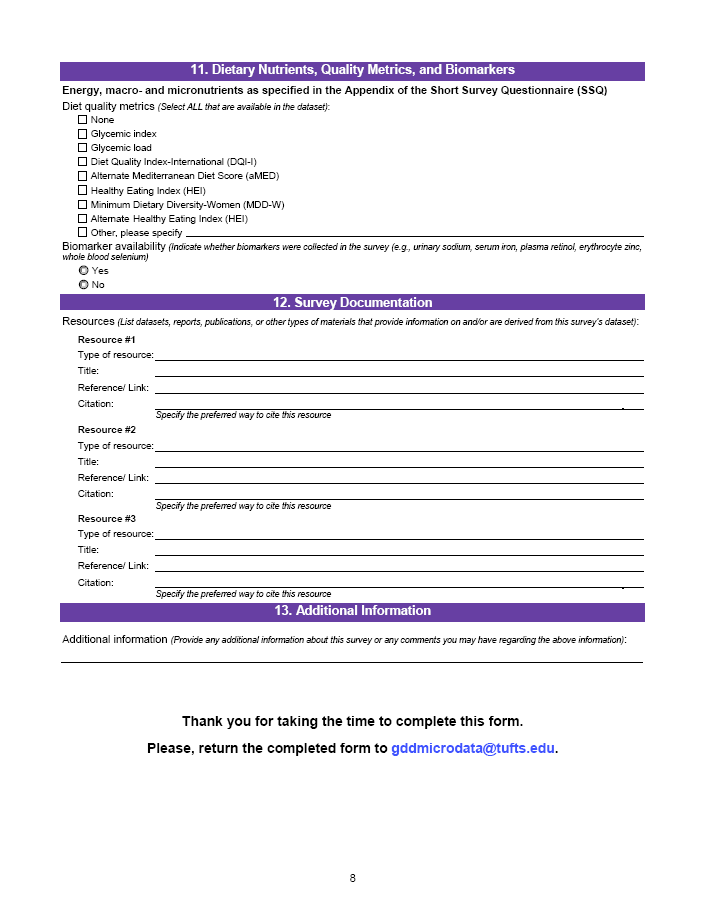 11. Dietary Nutrients, Quality Metrics, and Biomarkers
Energy, macro- and micronutrients as specified in the Appendix of the Short Survey Questionnaire (SSQ)
Diet quality metrics (Select ALL that are available in the dataset):
None
Glycemic index
Glycemic load
Diet Quality Index-International (DQI-I)
Alternate Mediterranean Diet Score (aMED)
Healthy Eating Index (HEI)
Minimum Dietary Diversity-Women (MDD-W)
Alternate Healthy Eating Index (HEI)
Other, please specify
Biomarker availability (Indicate whether biomarkers were collected in the survey (e.g., urinary sodium, serum iron, plasma retinol, erythrocyte zinc,
whole blood selenium)
Yes
No
12. Survey Documentation
Resources (List datasets, reports, publications, or other types of materials that provide information on and/or are derived from this survey's dataset):
Resource #1
Type of resource:
Title:
Reference/ Link:
Citation:
Specify the preferred way to cite this resource
Resource #2
Type of resource:
Title:
Reference/ Link:
Citation:
Specify the preferred way to cite this resource
Resource #3
Type of resource:
Title:
Reference/ Link:
Citation:
Specify the preferred way to cite this resource
13. Additional Information
Additional information (Provide any additional information about this survey or any comments you may have regarding the above information):
Thank you for taking the time to complete this form.
Please, return the completed form to gddmicrodata@tufts.edu.
8